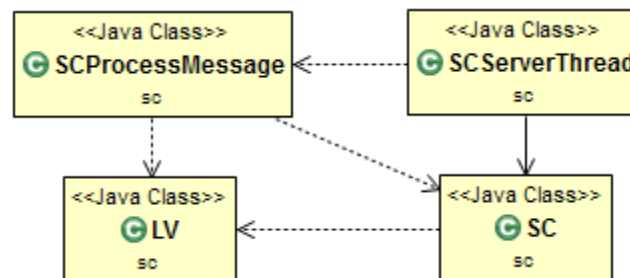 <<Java Class>>
C SCProcessMessage
sc
<<Java Class>>
C SCServerThread
sc
<<Java Class>>
C LV
sc
<<Java Class>>
C SC
sc